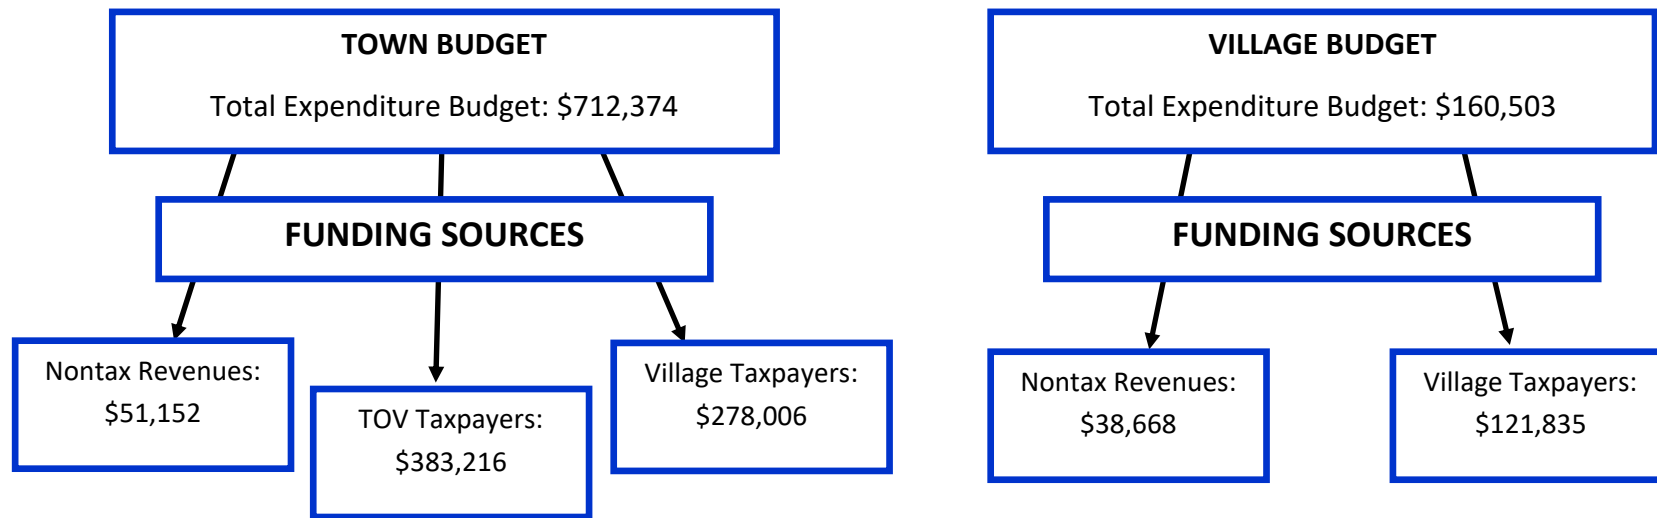 TOWN BUDGET
Total Expenditure Budget: $712,374
FUNDING SOURCES
Nontax Revenues:
$51,152
TOV Taxpayers:
$383,216
Village Taxpayers:
$278,006
VILLAGE BUDGET
Total Expenditure Budget: $160,503
FUNDING SOURCES
Nontax Revenues:
$38,668
Village Taxpayers:
$121,835